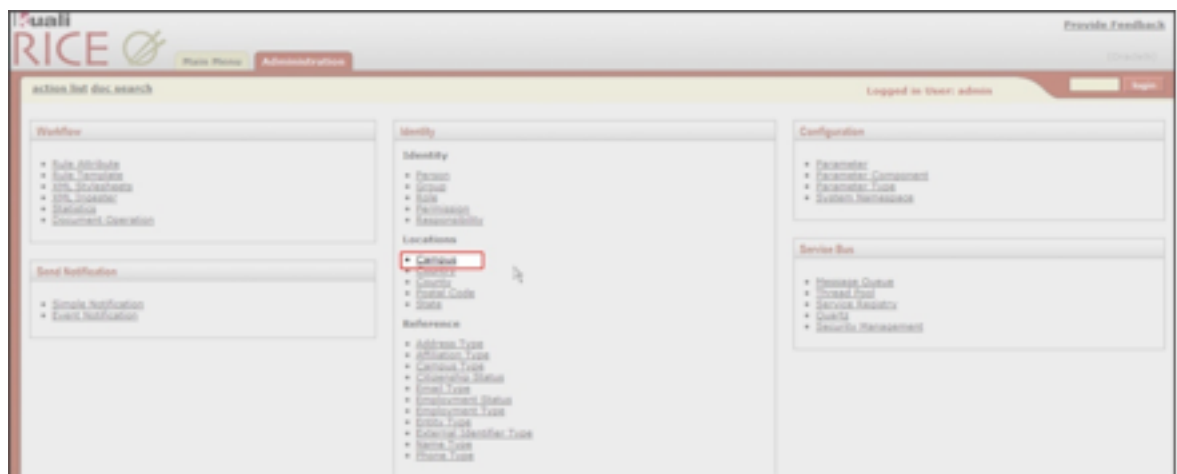 Kuali
RICE
Provide Feedback
Main Menu
Administration
action list doc search
Logged in User: admin
login
Workflow
Rule Attribute
Rule Template
XML Stylesheets
XML Ingester
Statistics
Document Operation
Send Notification
Simple Notification
Event Notification
Identity
Identity
Person
Group
Role
Permission
Responsibility
Locations
Campus
Country
County
Postal Code
State
Reference
Address Type
Affiliation Type
Campus Type
Citizenship Status
Email Type
Employment Status
Employment Type
Entity Type
External Identifier Type
Name Type
Phone Type
Configuration
Parameter
Parameter Component
Parameter Type
System Namespace
Service Bus
Message Queue
Thread Pool
Service Registry
Quartz
Security Management